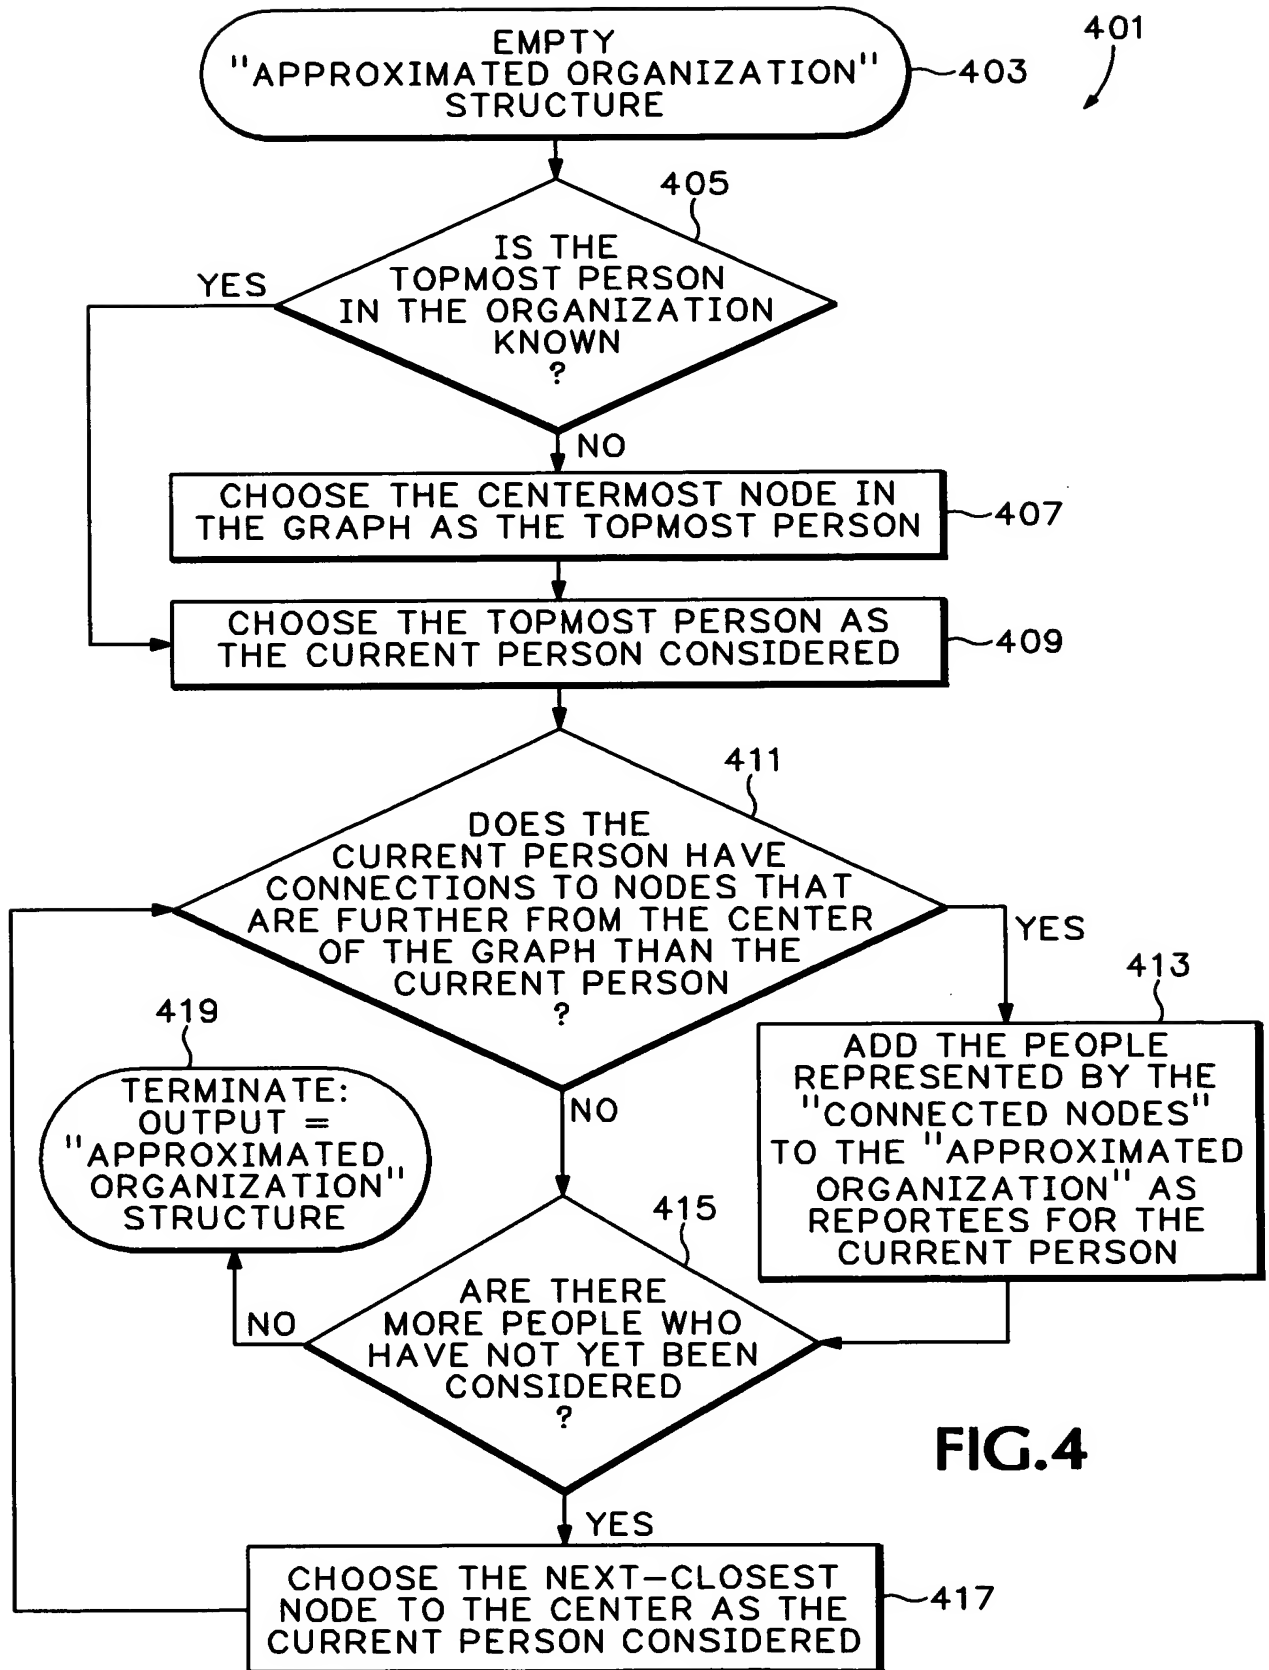 401
EMPTY
"APPROXIMATED ORGANIZATION"
STRUCTURE
403
405
IS THE
TOPMOST PERSON
IN THE ORGANIZATION
KNOWN
?
YES
NO
CHOOSE THE CENTERMOST NODE IN
THE GRAPH AS THE TOPMOST PERSON
407
CHOOSE THE TOPMOST PERSON AS
THE CURRENT PERSON CONSIDERED
409
411
DOES THE
CURRENT PERSON HAVE
CONNECTIONS TO NODES THAT
ARE FURTHER FROM THE CENTER
OF THE GRAPH THAN THE
CURRENT PERSON
?
YES
NO
413
ADD THE PEOPLE
REPRESENTED BY THE
"CONNECTED NODES"
TO THE "APPROXIMATED
ORGANIZATION" AS
REPORTEES FOR THE
CURRENT PERSON
419
TERMINATE:
OUTPUT =
"APPROXIMATED
ORGANIZATION"
STRUCTURE
415
ARE THERE
MORE PEOPLE WHO
HAVE NOT YET BEEN
CONSIDERED
?
NO
YES
CHOOSE THE NEXT-CLOSEST
NODE TO THE CENTER AS THE
CURRENT PERSON CONSIDERED
417
FIG.4